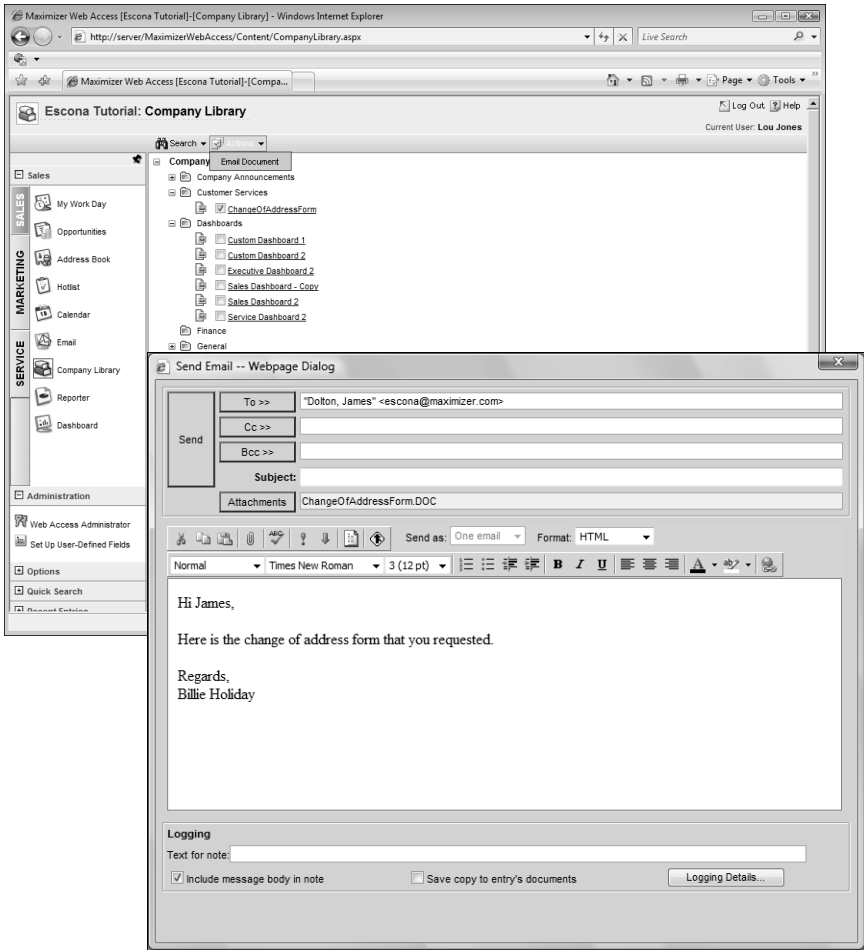 Maximizer Web Access [Escona Tutorial]-[Company Library] - Windows Internet Explorer
http://server/MaximizerWebAccess/Content/CompanyLibrary.aspx
Live Search
Maximizer Web Access [Escona Tutorial]-[Compa...
Page
Tools
Escona Tutorial: Company Library
Log Out
Help
Current User: Lou Jones
Search
Actions
Email Document
Sales
SALES
MARKETING
SERVICE
My Work Day
Opportunities
Address Book
Hotlist
Calendar
Email
Company Library
Reporter
Dashboard
Administration
Web Access Administrator
Set Up User-Defined Fields
Options
Quick Search
Recent Entries
Company
Company Announcements
Customer Services
ChangeOfAddressForm
Dashboards
Custom Dashboard 1
Custom Dashboard 2
Executive Dashboard 2
Sales Dashboard - Copy
Sales Dashboard 2
Service Dashboard 2
Finance
General
Send Email -- Webpage Dialog
Send
To >>
"Dolton, James" <escona@maximizer.com>
Cc >>
Bcc >>
Subject:
Attachments
ChangeOfAddressForm.DOC
Send as: One email
Format: HTML
Normal
Times New Roman
3 (12 pt)
B I U
Hi James,
Here is the change of address form that you requested.
Regards,
Billie Holiday
Logging
Text for note:
Include message body in note
Save copy to entry's documents
Logging Details...